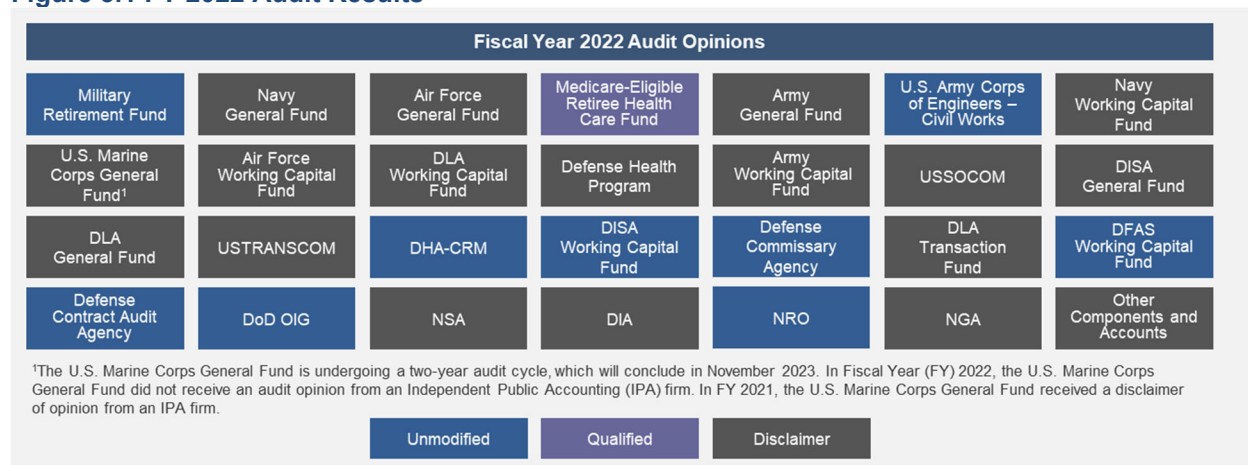 Fiscal Year 2022 Audit Opinions
Military
Retirement Fund
Navy
General Fund
Air Force
General Fund
Medicare-Eligible
Retiree Health
Care Fund
Army
General Fund
U.S. Army Corps
of Engineers –
Civil Works
Navy
Working Capital
Fund
U.S. Marine
Corps General
Fund¹
Air Force
Working Capital
Fund
DLA
Working Capital
Fund
Defense Health
Program
Army
Working Capital
Fund
USSOCOM
DISA
General Fund
DLA
General Fund
USTRANSCOM
DHA-CRM
DISA
Working Capital
Fund
Defense
Commissary
Agency
DLA
Transaction
Fund
DFAS
Working Capital
Fund
Defense
Contract Audit
Agency
DoD OIG
NSA
DIA
NRO
NGA
Other
Components and
Accounts
¹The U.S. Marine Corps General Fund is undergoing a two-year audit cycle, which will conclude in November 2023. In Fiscal Year (FY) 2022, the U.S. Marine Corps
General Fund did not receive an audit opinion from an Independent Public Accounting (IPA) firm. In FY 2021, the U.S. Marine Corps General Fund received a disclaimer
of opinion from an IPA firm.
Unmodified
Qualified
Disclaimer